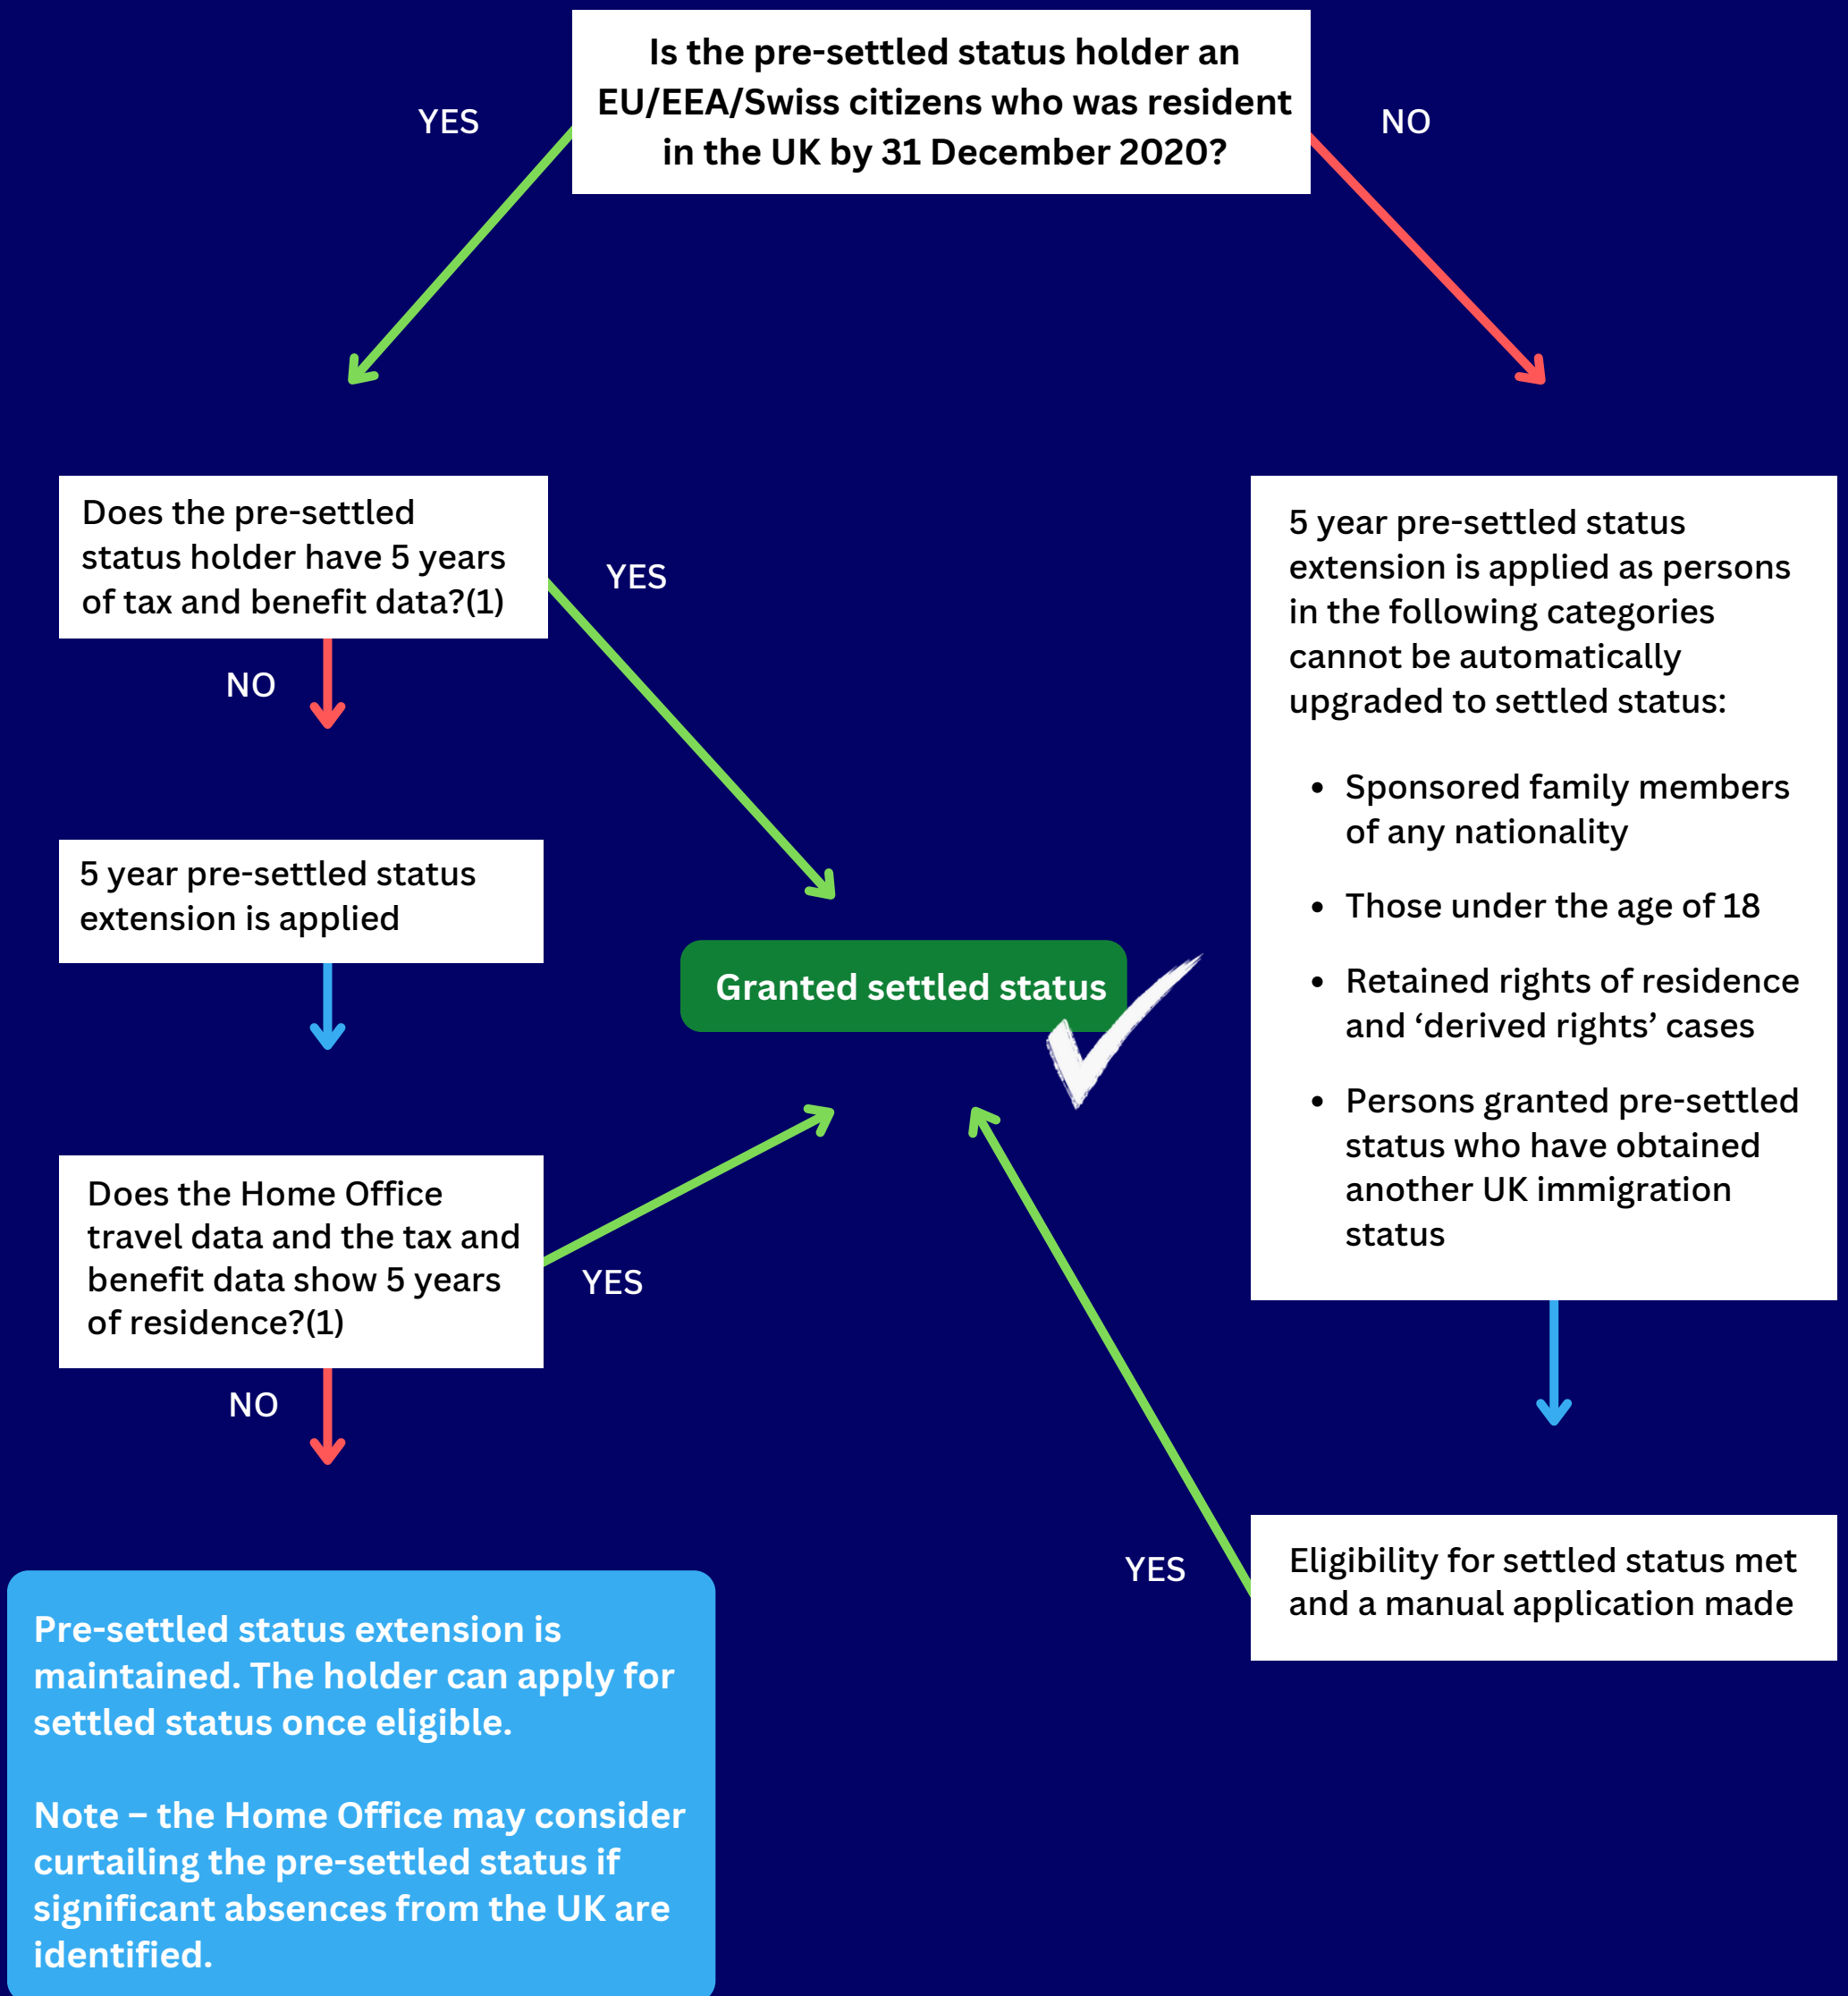 Is the pre-settled status holder an
EU/EEA/Swiss citizens who was resident
in the UK by 31 December 2020?
YES
NO
Does the pre-settled
status holder have 5 years
of tax and benefit data?(1)
YES
NO
5 year pre-settled status
extension is applied
Does the Home Office
travel data and the tax and
benefit data show 5 years
of residence?(1)
YES
NO
Pre-settled status extension is
maintained. The holder can apply for
settled status once eligible.
Note – the Home Office may consider
curtailing the pre-settled status if
significant absences from the UK are
identified.
Granted settled status
5 year pre-settled status
extension is applied as persons
in the following categories
cannot be automatically
upgraded to settled status:
• Sponsored family members
of any nationality
• Those under the age of 18
• Retained rights of residence
and ‘derived rights’ cases
• Persons granted pre-settled
status who have obtained
another UK immigration
status
Eligibility for settled status met
and a manual application made
YES